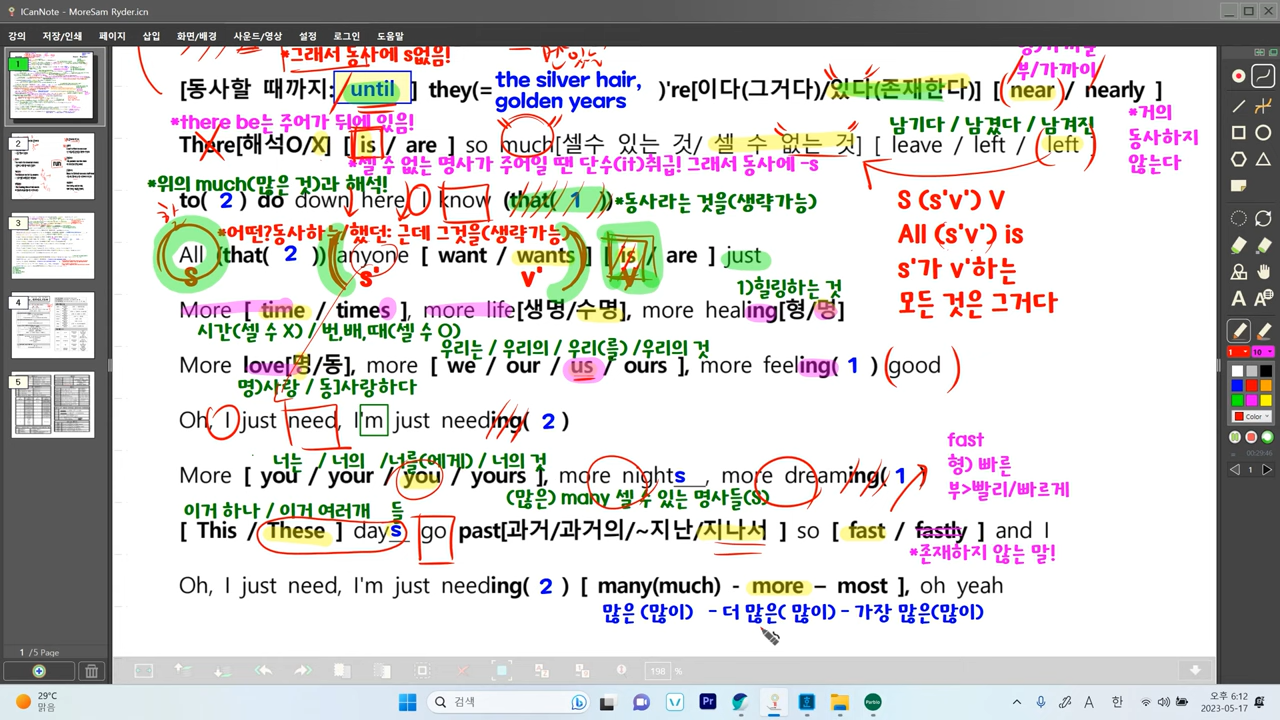 ICanNote - MoreSam Ryder.icn
강의 저장/인쇄 페이지 삽입 화면/배경 사운드/영상 설정 로그인 도움말
*그래서 동사에 s없음!
부/가까이
[동사할 때까지: until ] they(= the silver hair, golden years )'re[이다(그거다)/있다(존재한다)] [ near / nearly ]
*there be는 주어가 뒤에 있음!
남기다 / 남겼다 / 남겨진
*거의 동사하지 않는다
There[해석O/X] [ is / are ] so much[셀수 있는 것/ 셀 수 없는 것] [ leave / left / left ]
*셀 수 없는 명사가 주어일 땐 단수(it)취급! 그래서 동사에 -s
*위의 much(많은 것)라 해석!
to( 2 ) do down here, I know (that( 1 ))*동사라는 것을(생략가능)
S (s'v') V
All (s'v') is
s'가 v'하는
모든 것은 그거다
*어떤?동사하는/했던: 근데 그것을(생략가능)
All (that( 2 )) (anyone [ want / wants ] [ is / are ] just
s s' v' V
1)힐링하는 것
More [ time / times ], more life[생명/수명], more healing[형/명]
시간(셀 수 X) / 번,배,때(셀 수 O)
우리는 / 우리의 / 우리(를) /우리의 것
More love[명/동], more [ we / our / us / ours ], more feeling( 1 ) (good )
명)사랑 / 동]사랑하다
Oh, I just need, I'm just needing( 2 )
너는 / 너의 /너를(에게) / 너의 것
More [ you / your / you / yours ], more nights__, more dreaming( 1 )
fast
형) 빠른
부>빨리/빠르게
(많은) many 셀 수 있는 명사들(S)
이거 하나 / 이거 여러개 들
[ This / These ] days_ go past[과거/과거의/~지난/지나서 ] so [ fast / fastly ] and I
*존재하지 않는 말!
Oh, I just need, I'm just needing( 2 ) [ many(much) - more – most ], oh yeah
많은 (많이) - 더 많은( 많이) - 가장 많은(많이)
1 / 5 Page
198 %
1
29℃
맑음
검색
오후 6:12
2023-05-17